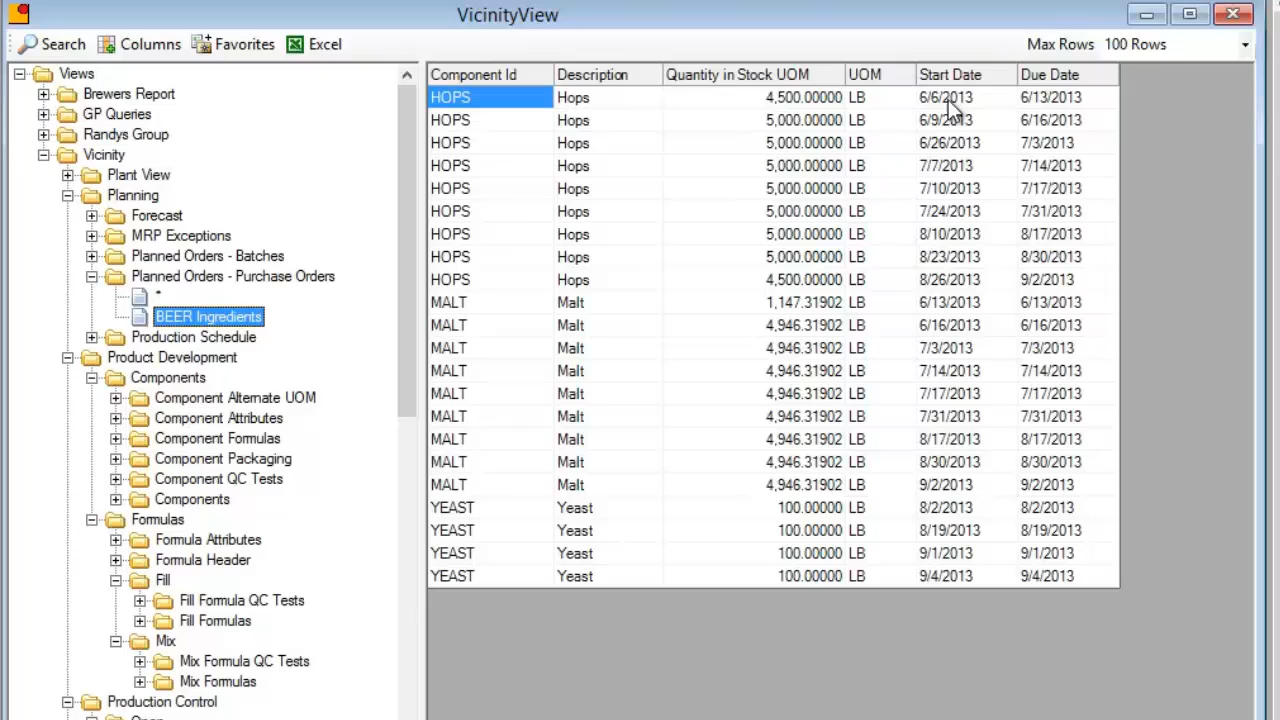 VicinityView
Search Columns Favorites Excel Max Rows 100 Rows
Views
Brewers Report
GP Queries
Randys Group
Vicinity
Plant View
Planning
Forecast
MRP Exceptions
Planned Orders - Batches
Planned Orders - Purchase Orders
*
BEER Ingredients
Production Schedule
Product Development
Components
Component Alternate UOM
Component Attributes
Component Formulas
Component Packaging
Component QC Tests
Components
Formulas
Formula Attributes
Formula Header
Fill
Fill Formula QC Tests
Fill Formulas
Mix
Mix Formula QC Tests
Mix Formulas
Production Control
Open
Component Id Description Quantity in Stock UOM UOM Start Date Due Date
HOPS Hops 4,500.00000 LB 6/6/2013 6/13/2013
HOPS Hops 5,000.00000 LB 6/9/2013 6/16/2013
HOPS Hops 5,000.00000 LB 6/26/2013 7/3/2013
HOPS Hops 5,000.00000 LB 7/7/2013 7/14/2013
HOPS Hops 5,000.00000 LB 7/10/2013 7/17/2013
HOPS Hops 5,000.00000 LB 7/24/2013 7/31/2013
HOPS Hops 5,000.00000 LB 8/10/2013 8/17/2013
HOPS Hops 5,000.00000 LB 8/23/2013 8/30/2013
HOPS Hops 4,500.00000 LB 8/26/2013 9/2/2013
MALT Malt 1,147.31902 LB 6/13/2013 6/13/2013
MALT Malt 4,946.31902 LB 6/16/2013 6/16/2013
MALT Malt 4,946.31902 LB 7/3/2013 7/3/2013
MALT Malt 4,946.31902 LB 7/14/2013 7/14/2013
MALT Malt 4,946.31902 LB 7/17/2013 7/17/2013
MALT Malt 4,946.31902 LB 7/31/2013 7/31/2013
MALT Malt 4,946.31902 LB 8/17/2013 8/17/2013
MALT Malt 4,946.31902 LB 8/30/2013 8/30/2013
MALT Malt 4,946.31902 LB 9/2/2013 9/2/2013
YEAST Yeast 100.00000 LB 8/2/2013 8/2/2013
YEAST Yeast 100.00000 LB 8/19/2013 8/19/2013
YEAST Yeast 100.00000 LB 9/1/2013 9/1/2013
YEAST Yeast 100.00000 LB 9/4/2013 9/4/2013